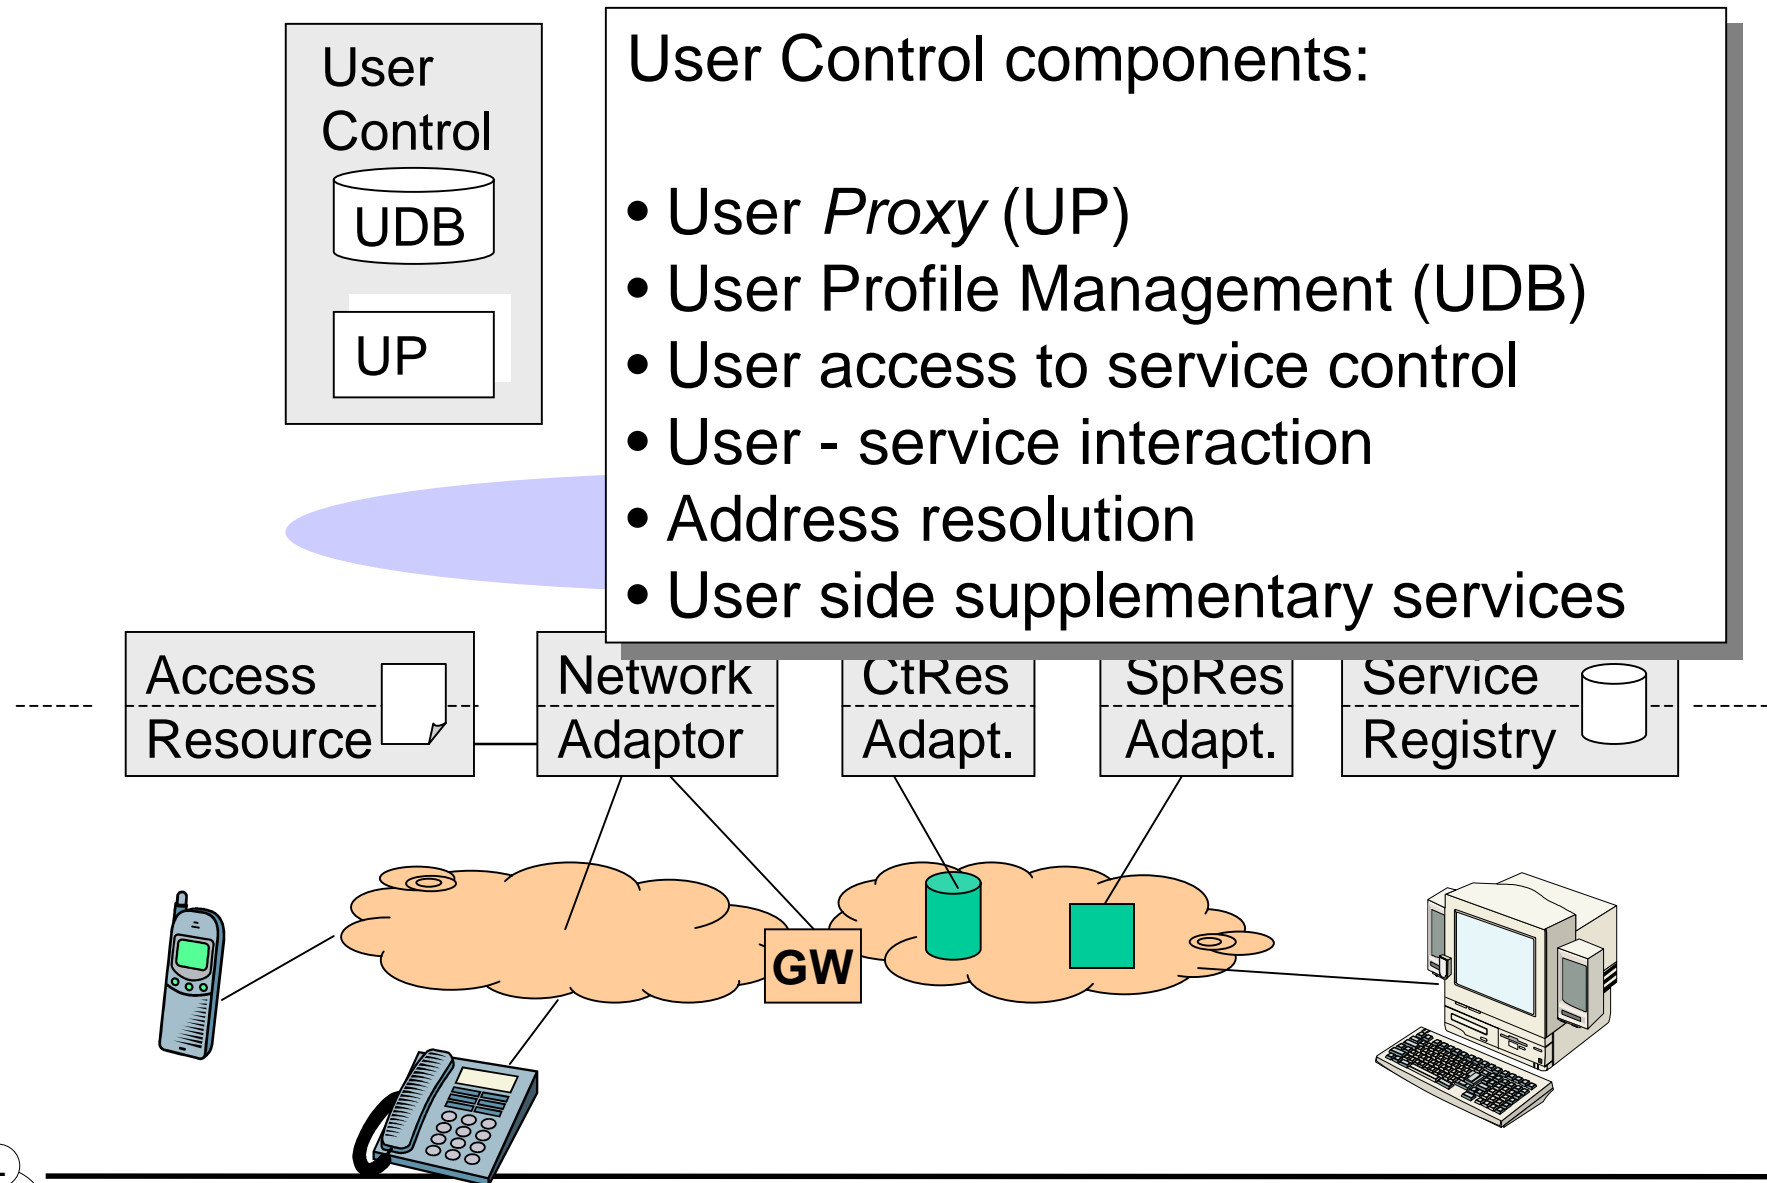 User
Control
UDB
UP
User Control components:
• User Proxy (UP)
• User Profile Management (UDB)
• User access to service control
• User - service interaction
• Address resolution
• User side supplementary services
Access
Resource
Network
Adaptor
CtRes
Adapt.
SpRes
Adapt.
Service
Registry
GW